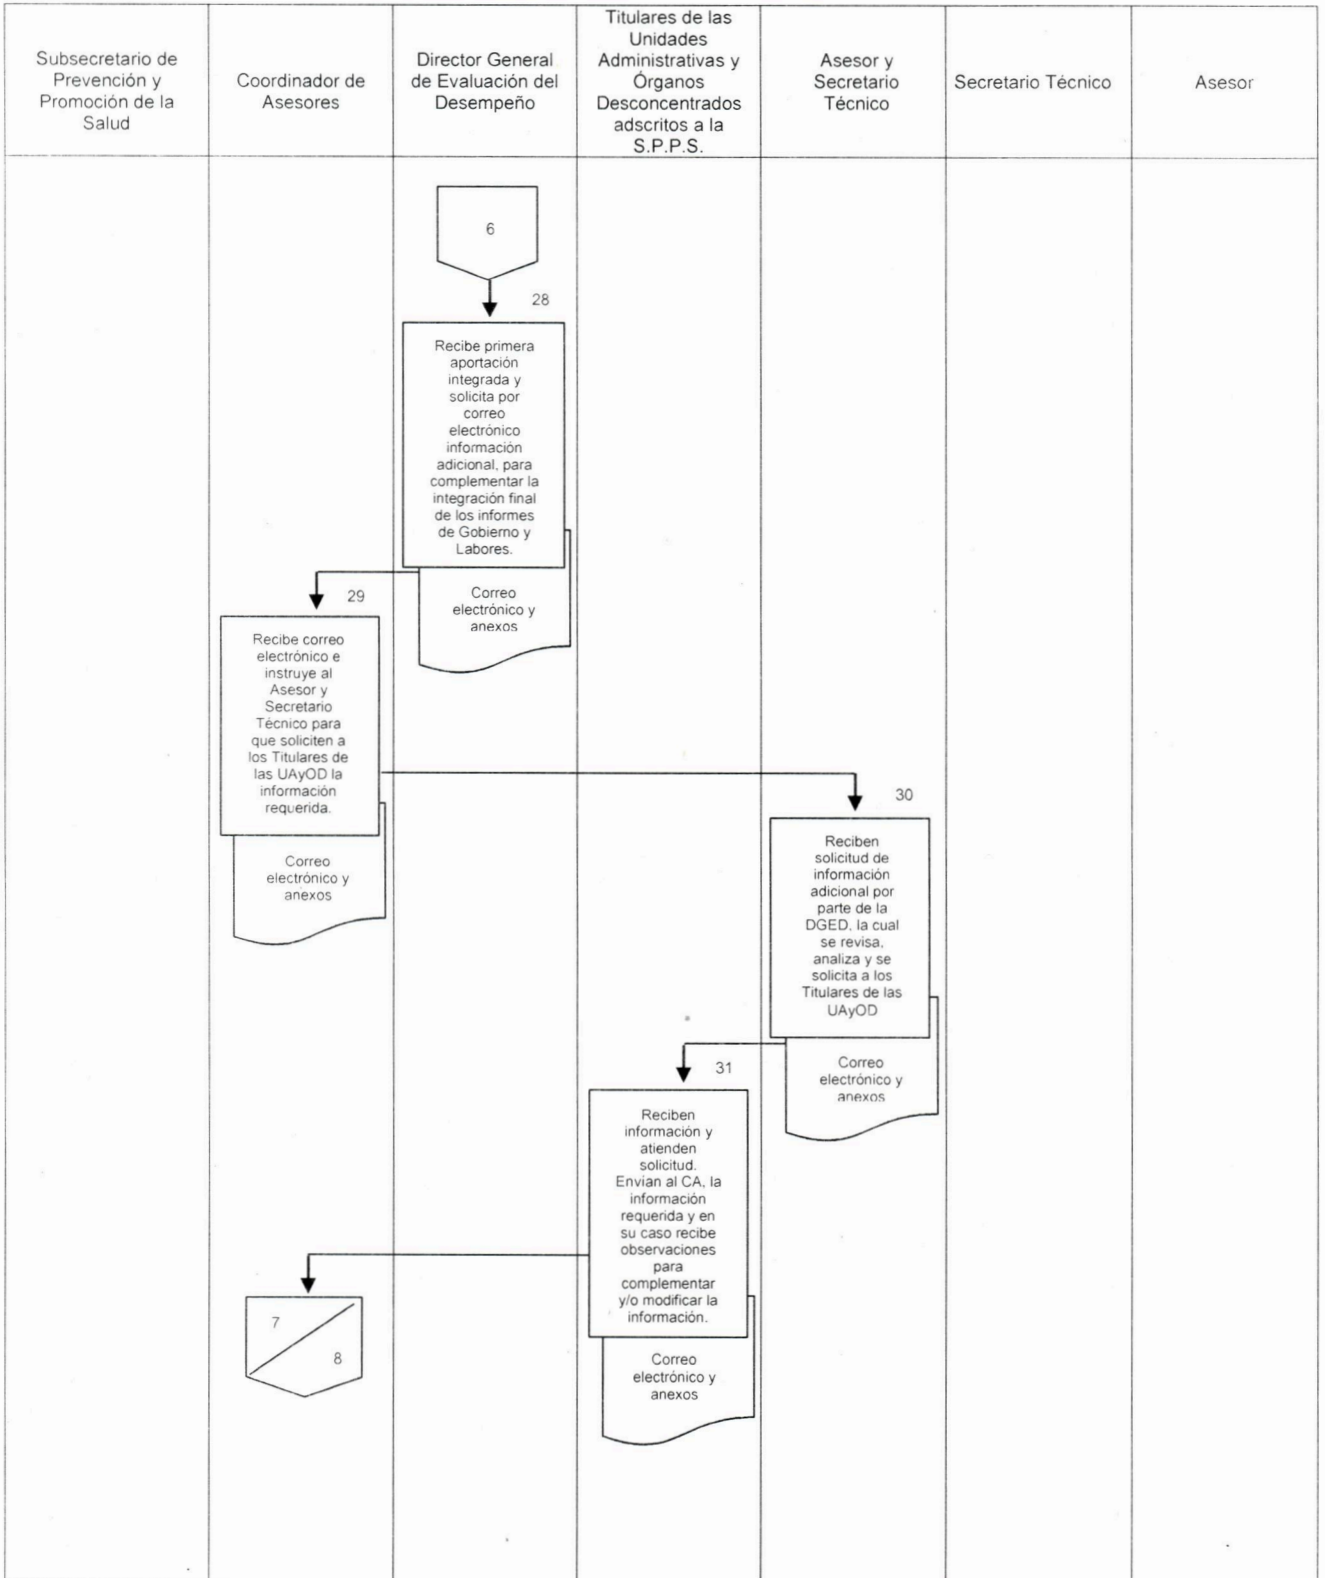 Subsecretario de
Prevención y
Promoción de la
Salud
Coordinador de
Asesores
Director General
de Evaluación del
Desempeño
Titulares de las
Unidades
Administrativas y
Órganos
Desconcentrados
adscritos a la
S.P.P.S.
Asesor y
Secretario
Técnico
Secretario Técnico
Asesor
6
28
Recibe primera
aportación
integrada y
solicita por
correo
electrónico
información
adicional, para
complementar la
integración final
de los informes
de Gobierno y
Labores.
Correo
electrónico y
anexos
29
Recibe correo
electrónico e
instruye al
Asesor y
Secretario
Técnico para
que soliciten a
los Titulares de
las UAyOD la
información
requerida.
Correo
electrónico y
anexos
30
Reciben
solicitud de
información
adicional por
parte de la
DGED, la cual
se revisa,
analiza y se
solicita a los
Titulares de las
UAyOD
Correo
electrónico y
anexos
31
Reciben
información y
atienden
solicitud.
Envían al CA, la
información
requerida y en
su caso recibe
observaciones
para
complementar
y/o modificar la
información.
Correo
electrónico y
anexos
7
8